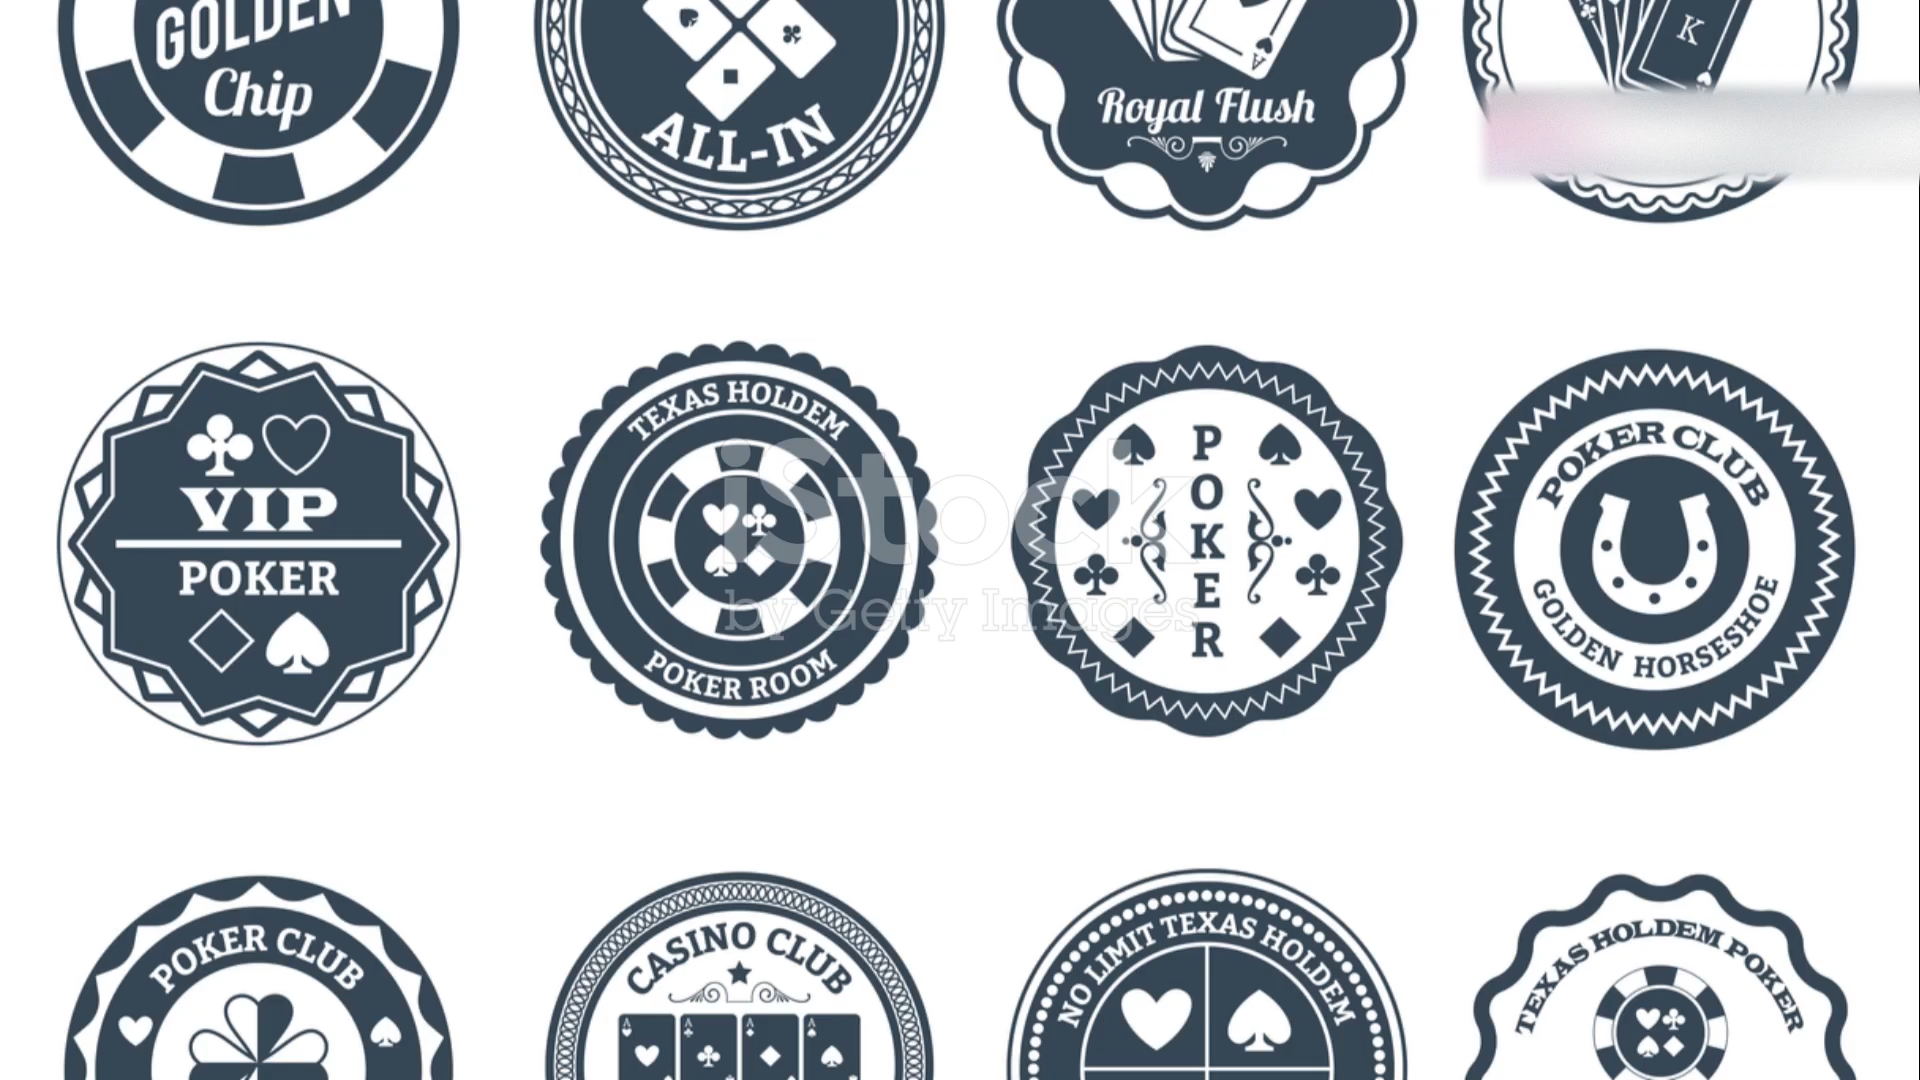 GOLDEN
Chip
ALL-IN
A
Royal Flush
K
VIP
POKER
TEXAS HOLDEM
POKER ROOM
POKER
POKER CLUB
GOLDEN HORSESHOE
iStock
by Getty Images
POKER CLUB
CASINO CLUB
A A A A
NO LIMIT TEXAS HOLDEM
TEXAS HOLDEM POKER